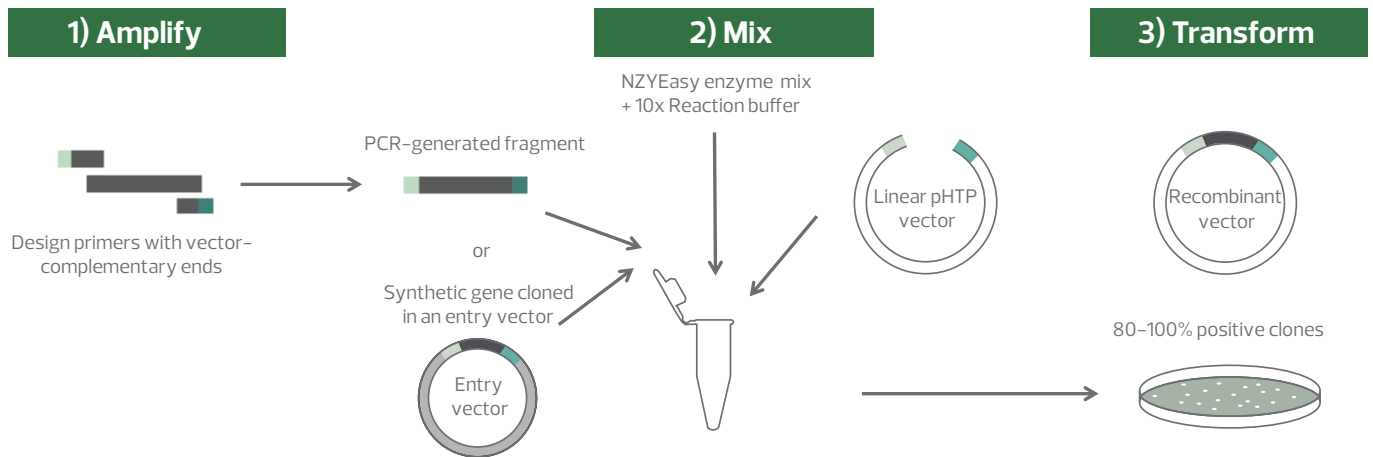 1) Amplify
2) Mix
3) Transform
NZYEasy enzyme mix
+ 10x Reaction buffer
PCR-generated fragment
Design primers with vector-
complementary ends
or
Synthetic gene cloned
in an entry vector
Entry
vector
Linear pHTP
vector
Recombinant
vector
80-100% positive clones